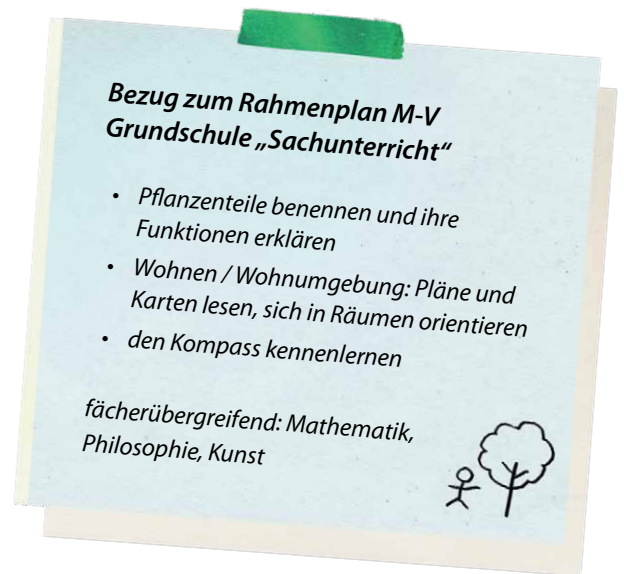 Bezug zum Rahmenplan M-V
Grundschule „Sachunterricht“
• Pflanzenteile benennen und ihre
Funktionen erklären
• Wohnen / Wohnumgebung: Pläne und
Karten lesen, sich in Räumen orientieren
• den Kompass kennenlernen
fächerübergreifend: Mathematik,
Philosophie, Kunst